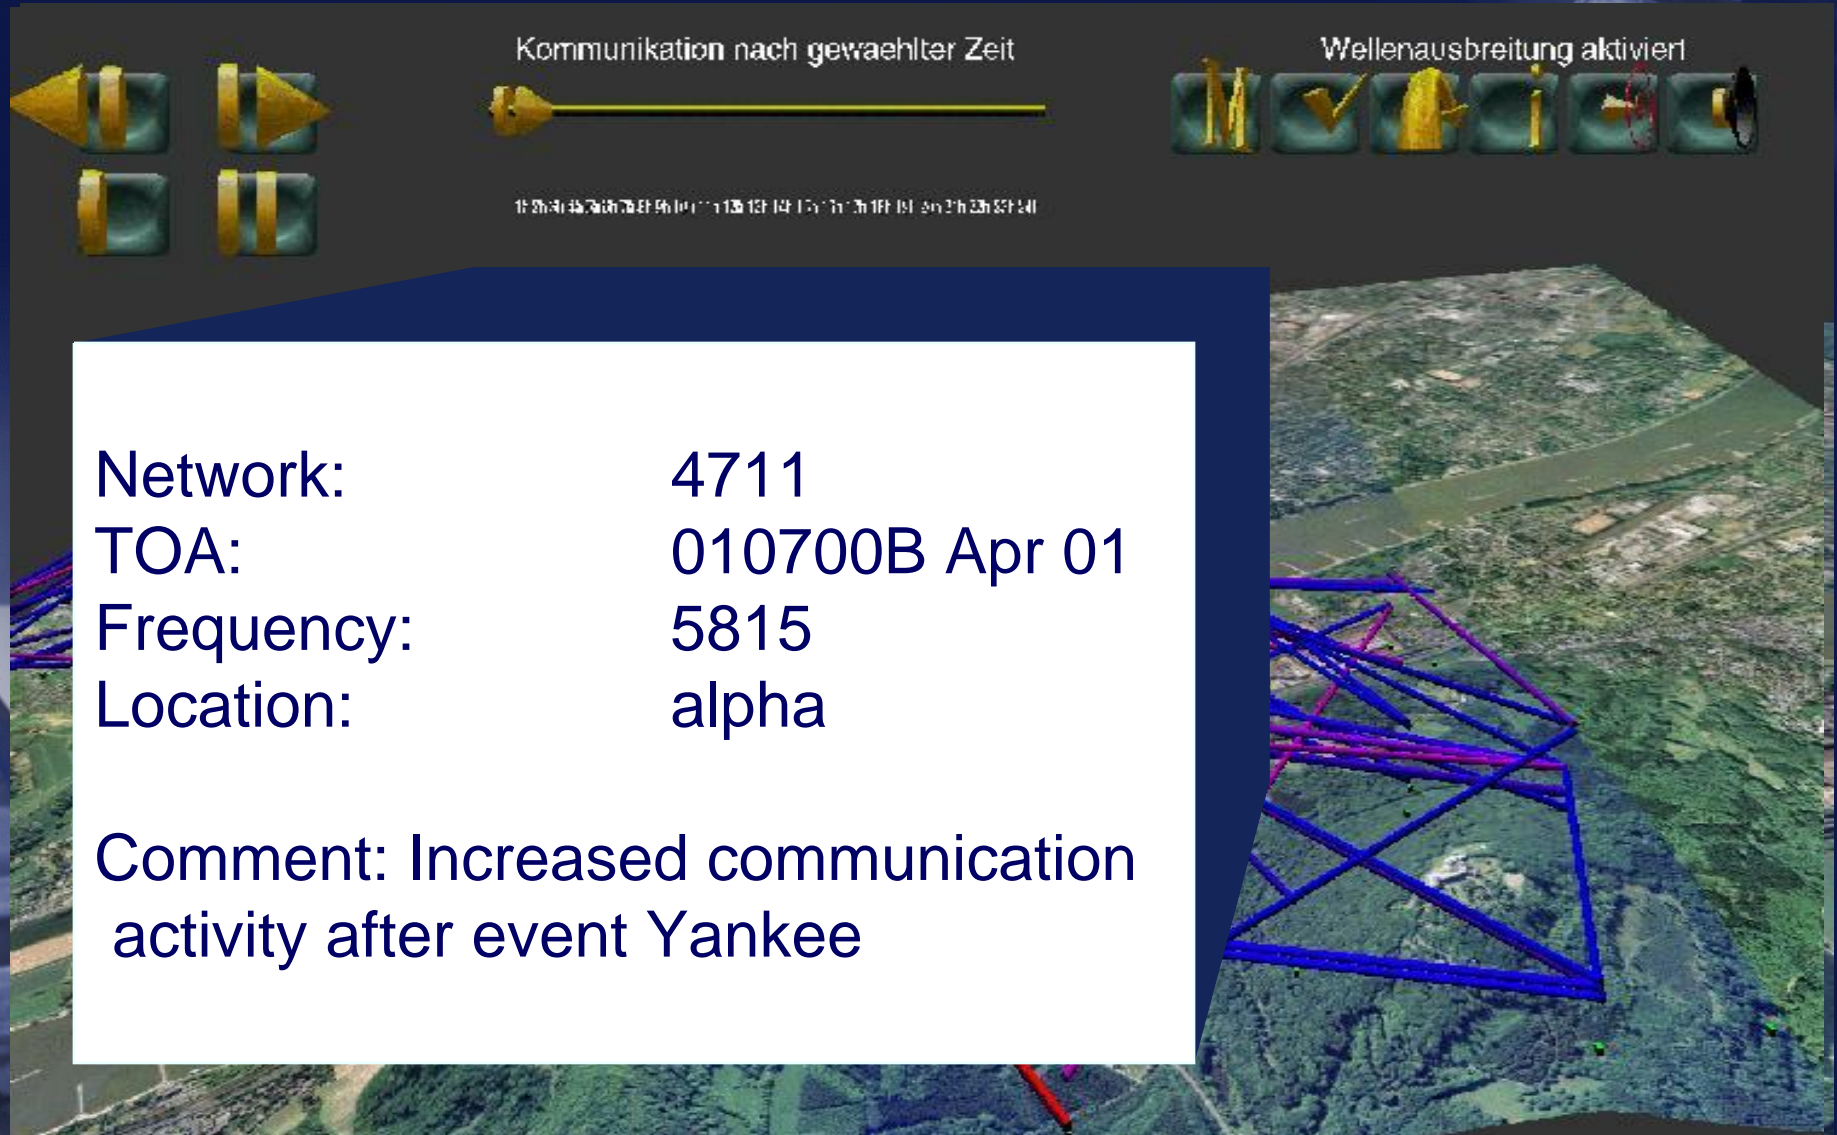 Kommunikation nach gewaehlter Zeit
Wellenausbreitung aktiviert
M
i
Network: 4711
TOA: 010700B Apr 01
Frequency: 5815
Location: alpha
Comment: Increased communication
activity after event Yankee